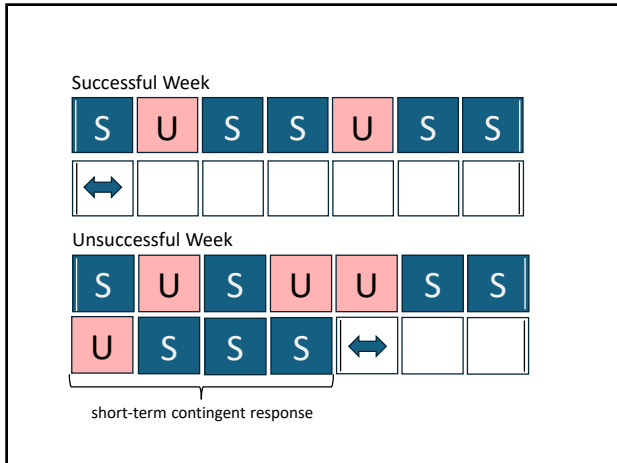 Successful Week
S U S S U S S
Unsuccessful Week
S U S U U S S
U S S S
short-term contingent response